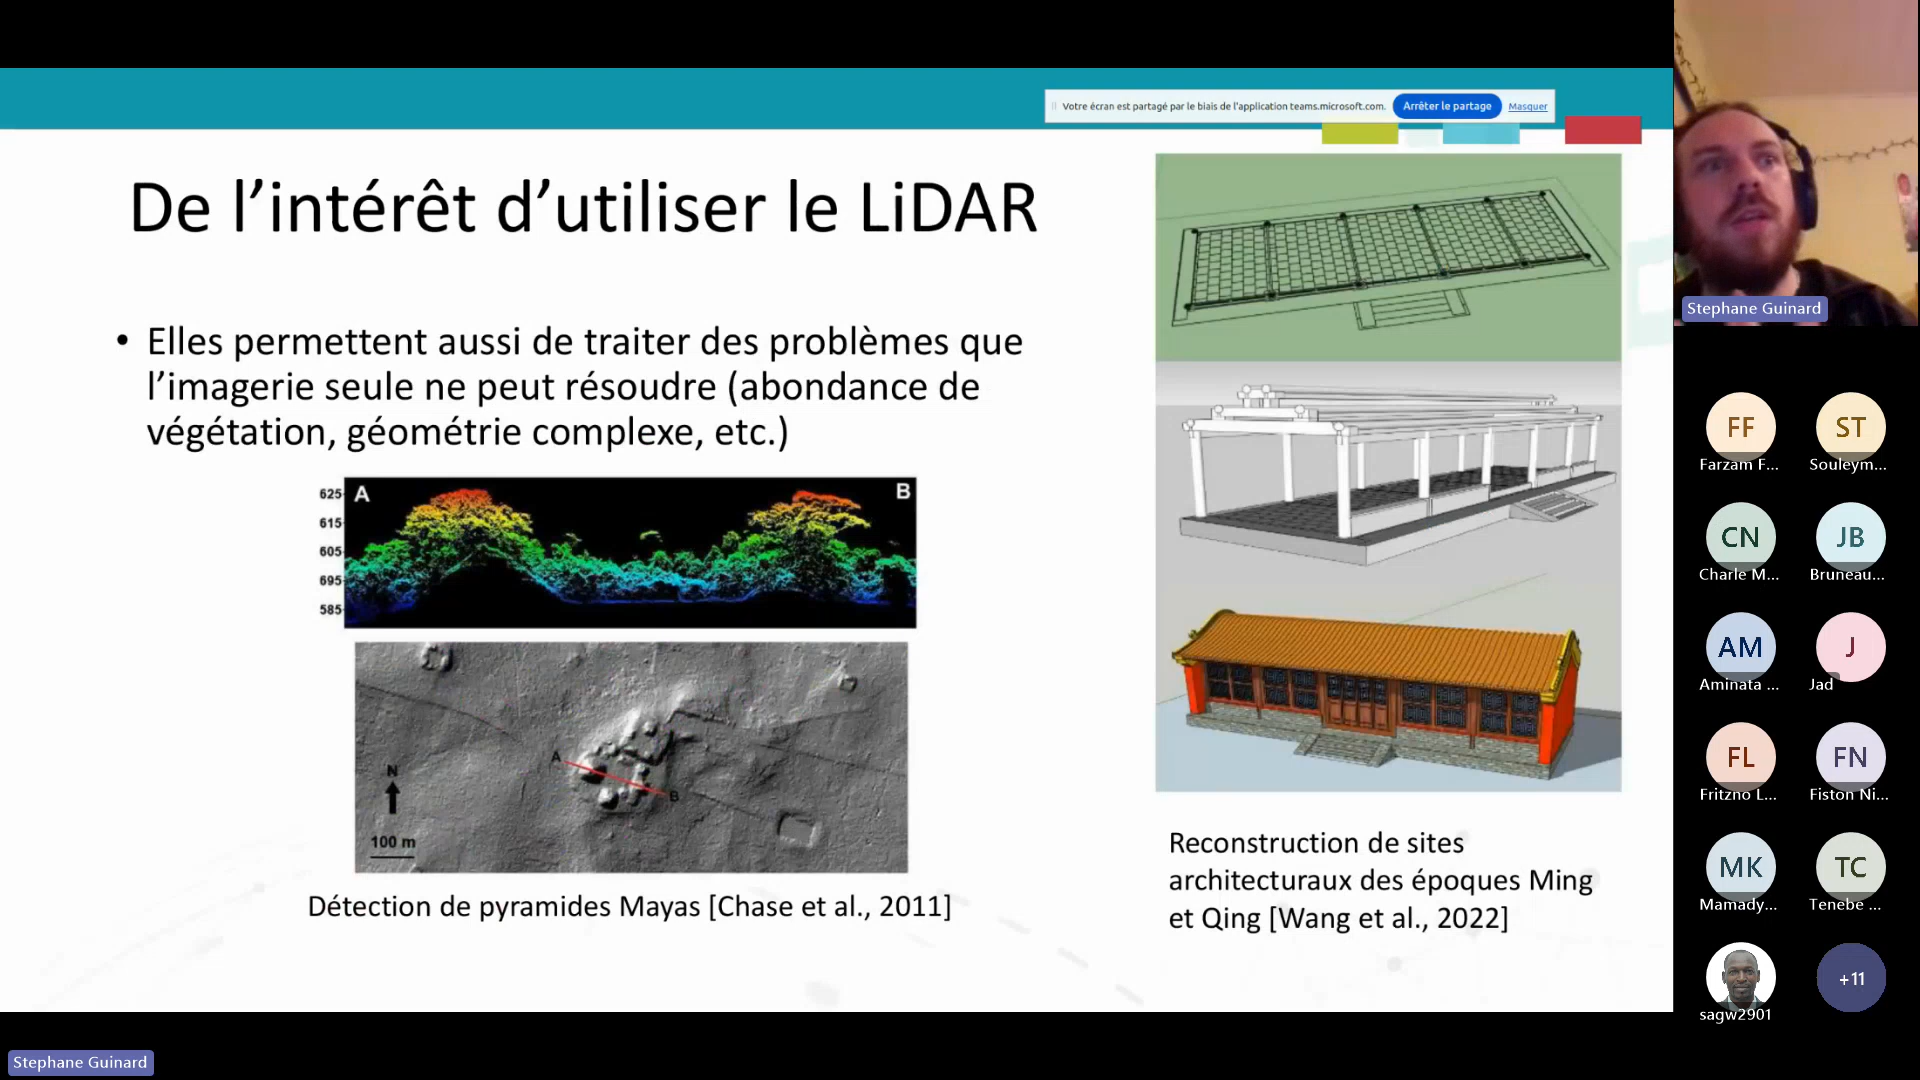 Votre écran est partagé par le biais de l'application teams.microsoft.com.
Arrêter le partage
Masquer
De l'intérêt d'utiliser le LiDAR
• Elles permettent aussi de traiter des problèmes que
l'imagerie seule ne peut résoudre (abondance de
végétation, géométrie complexe, etc.)
A
B
625
615
605
695
585
A
B
N
100 m
Détection de pyramides Mayas [Chase et al., 2011]
Reconstruction de sites
architecturaux des époques Ming
et Qing [Wang et al., 2022]
Stephane Guinard
FF
Farzam F...
ST
Souleym...
CN
Charle M...
JB
Bruneau...
AM
Aminata ...
J
Jad
FL
Fritzno L...
FN
Fiston Ni...
MK
Mamady...
TC
Tenebe ...
sagw2901
+11
Stephane Guinard